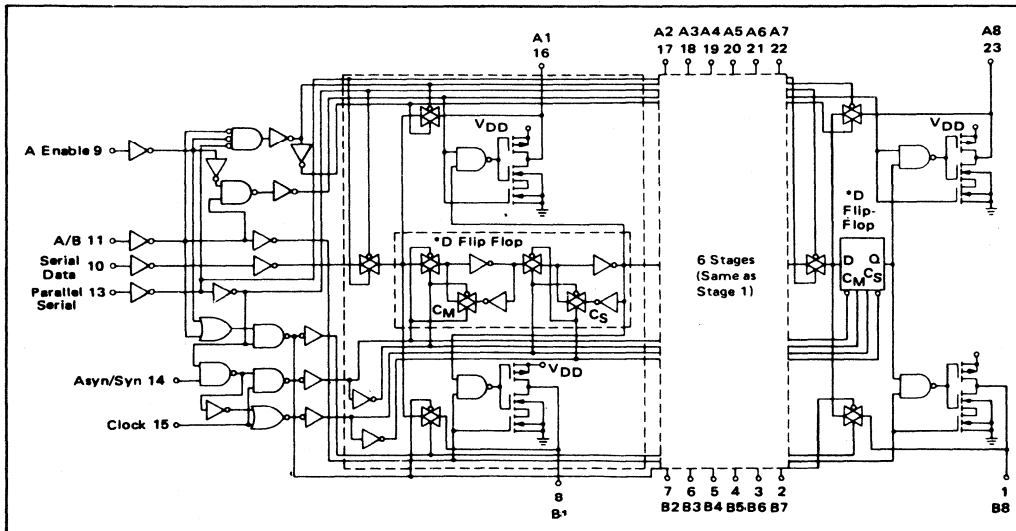 A1
16
A2 A3 A4 A5 A6 A7
17 18 19 20 21 22
A8
23
VDD
VDD
A Enable 9
*D
Flip-
Flop
A/B 11
Serial
Data 10
Parallel 13
Serial
*D Flip Flop
CM
CS
6 Stages
(Same as
Stage 1)
D Q
CM CS
Asyn/Syn 14
Clock 15
VDD
8
B1
7 6 5 4 3 2
B2 B3 B4 B5 B6 B7
1
B8